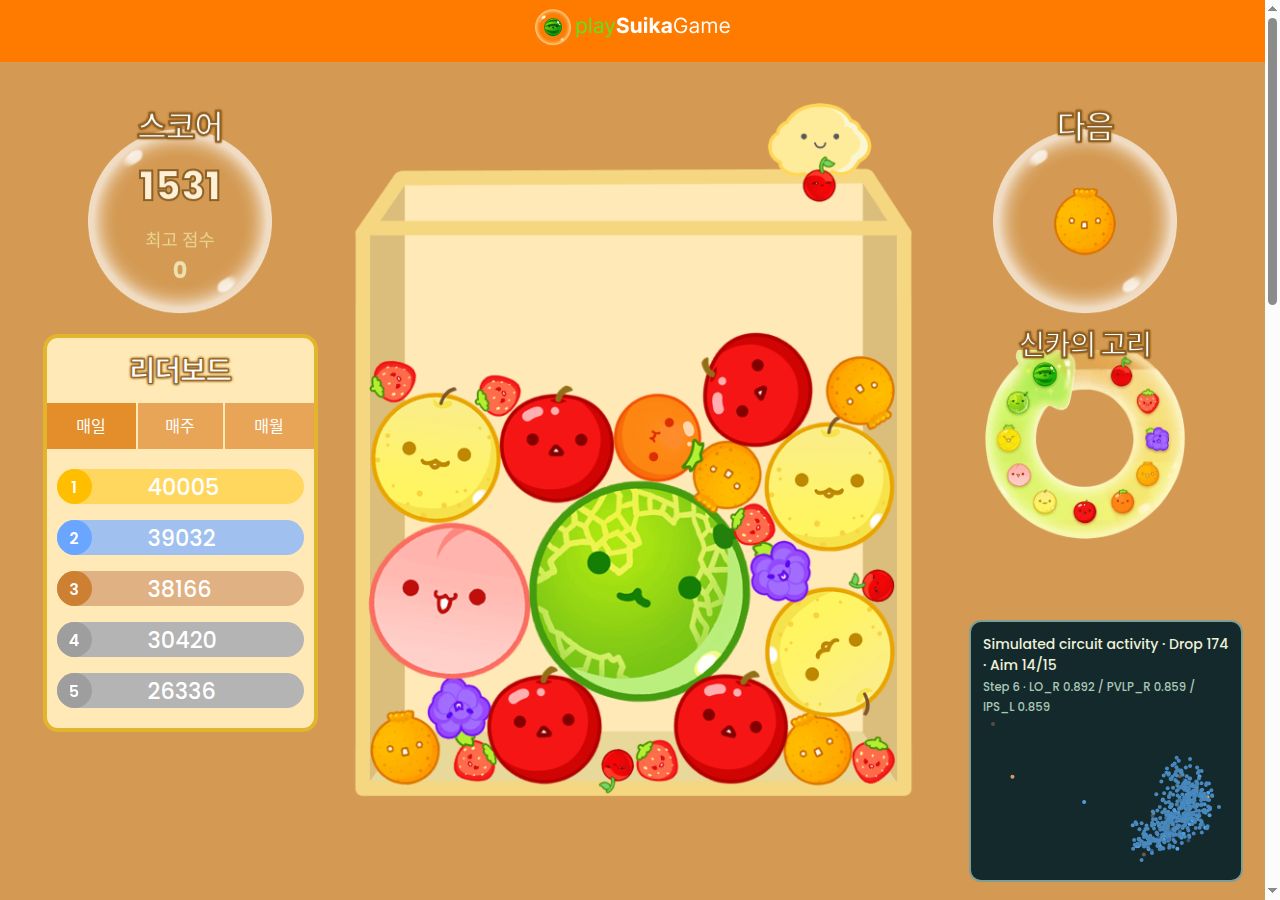 playSuikaGame
스코어
1531
최고 점수
0
다음
신카의 고리
리더보드
매일 매주 매월
1 40005
2 39032
3 38166
4 30420
5 26336
Simulated circuit activity · Drop 174
· Aim 14/15
Step 6 · LO_R 0.892 / PVLP_R 0.859 /
IPS_L 0.859